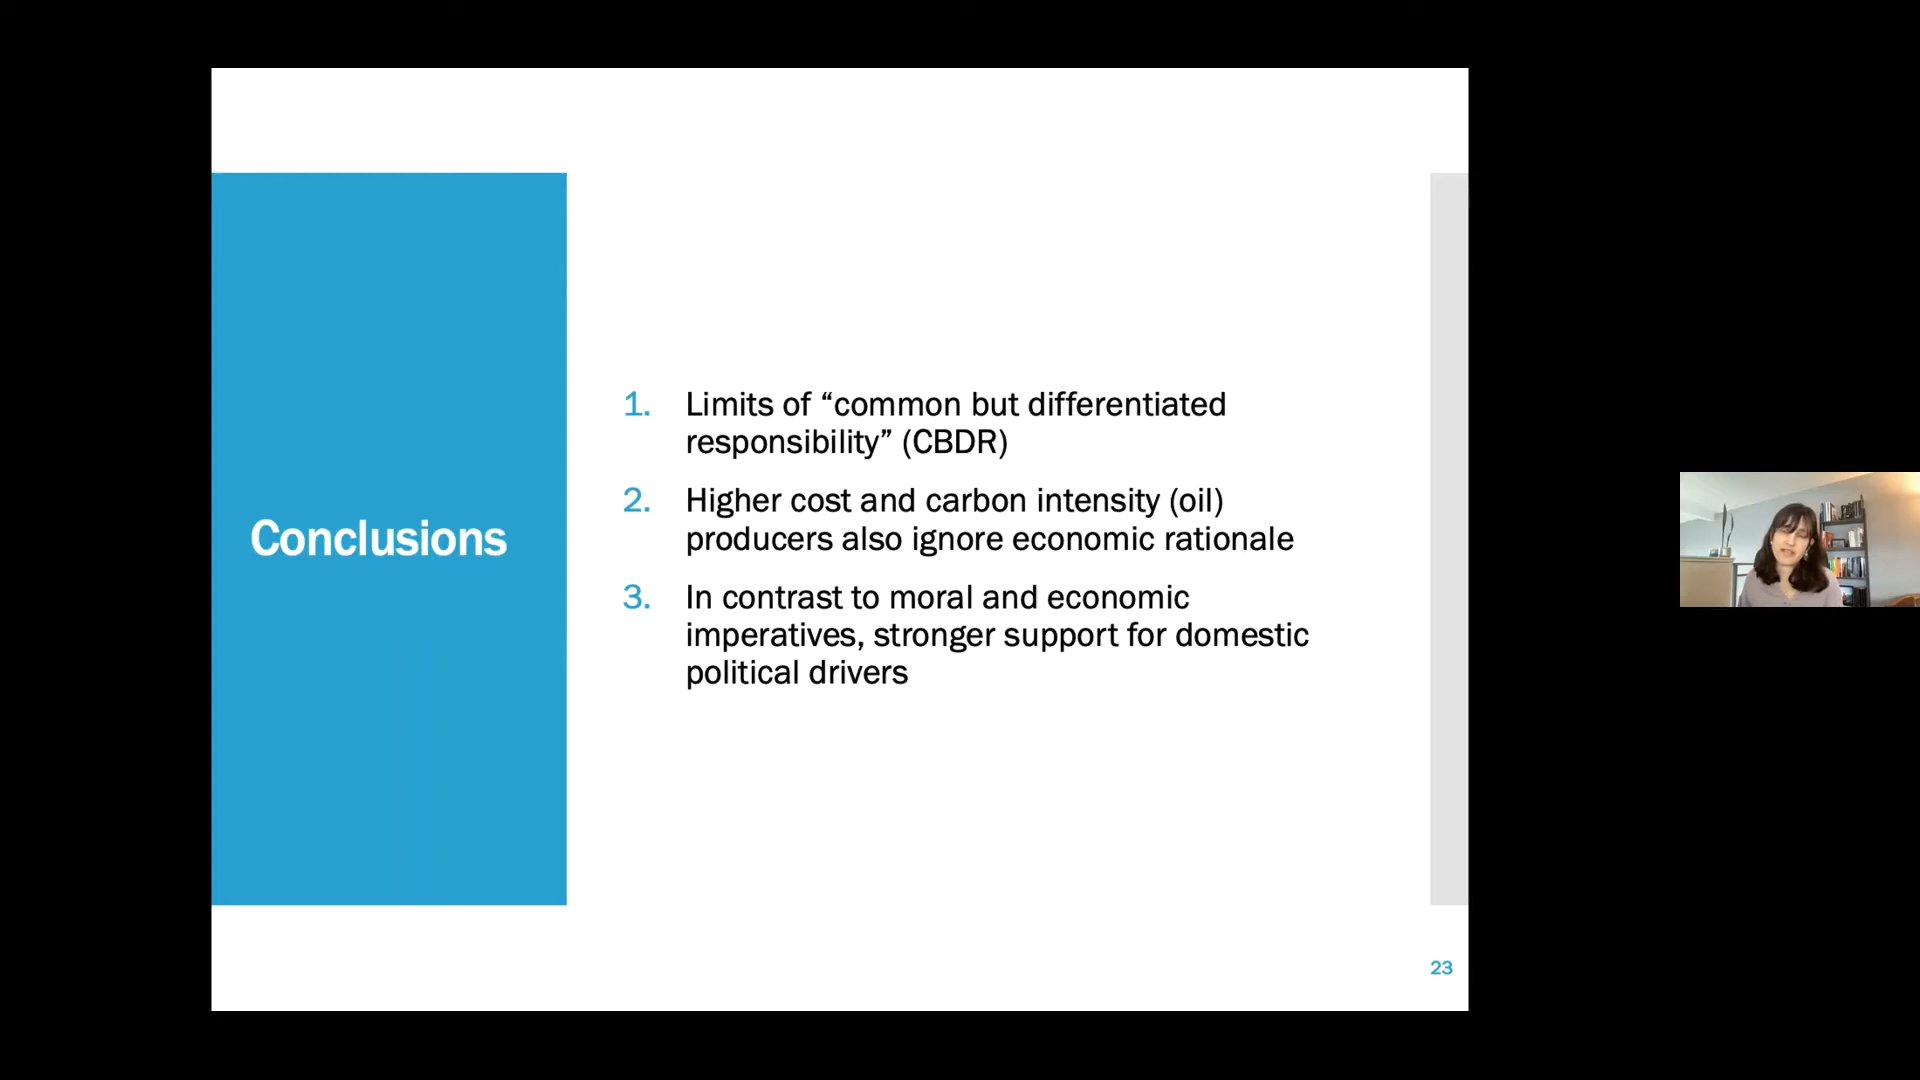 Conclusions
1. Limits of “common but differentiated
responsibility” (CBDR)
2. Higher cost and carbon intensity (oil)
producers also ignore economic rationale
3. In contrast to moral and economic
imperatives, stronger support for domestic
political drivers
23